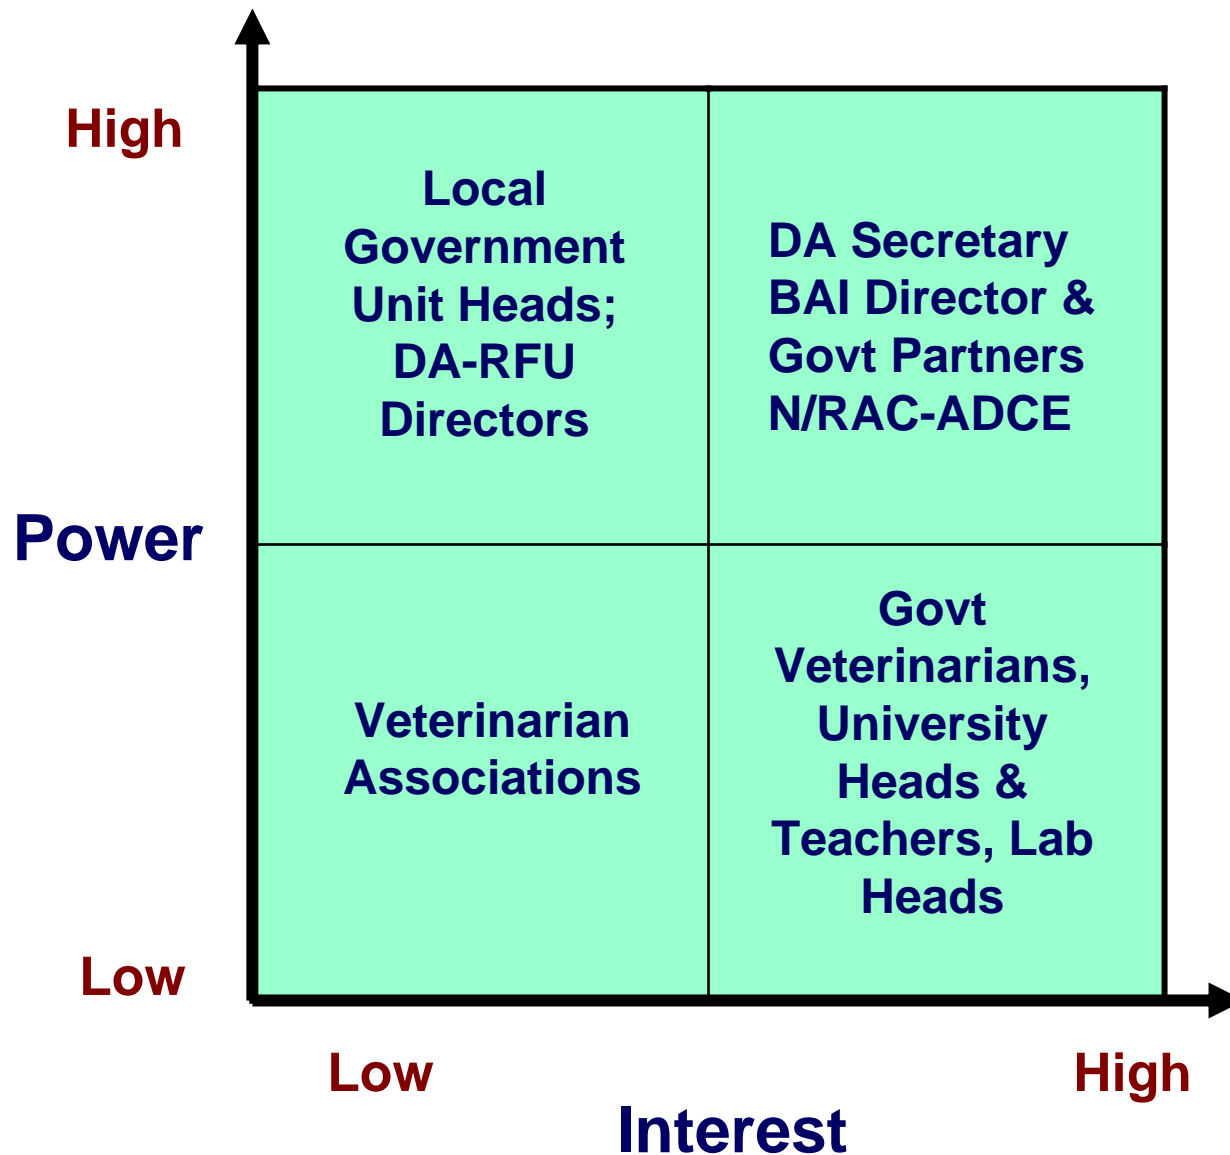 High
Local
Government
Unit Heads;
DA-RFU
Directors
DA Secretary
BAI Director &
Govt Partners
N/RAC-ADCE
Power
Veterinarian
Associations
Govt
Veterinarians,
University
Heads &
Teachers, Lab
Heads
Low
Low
High
Interest